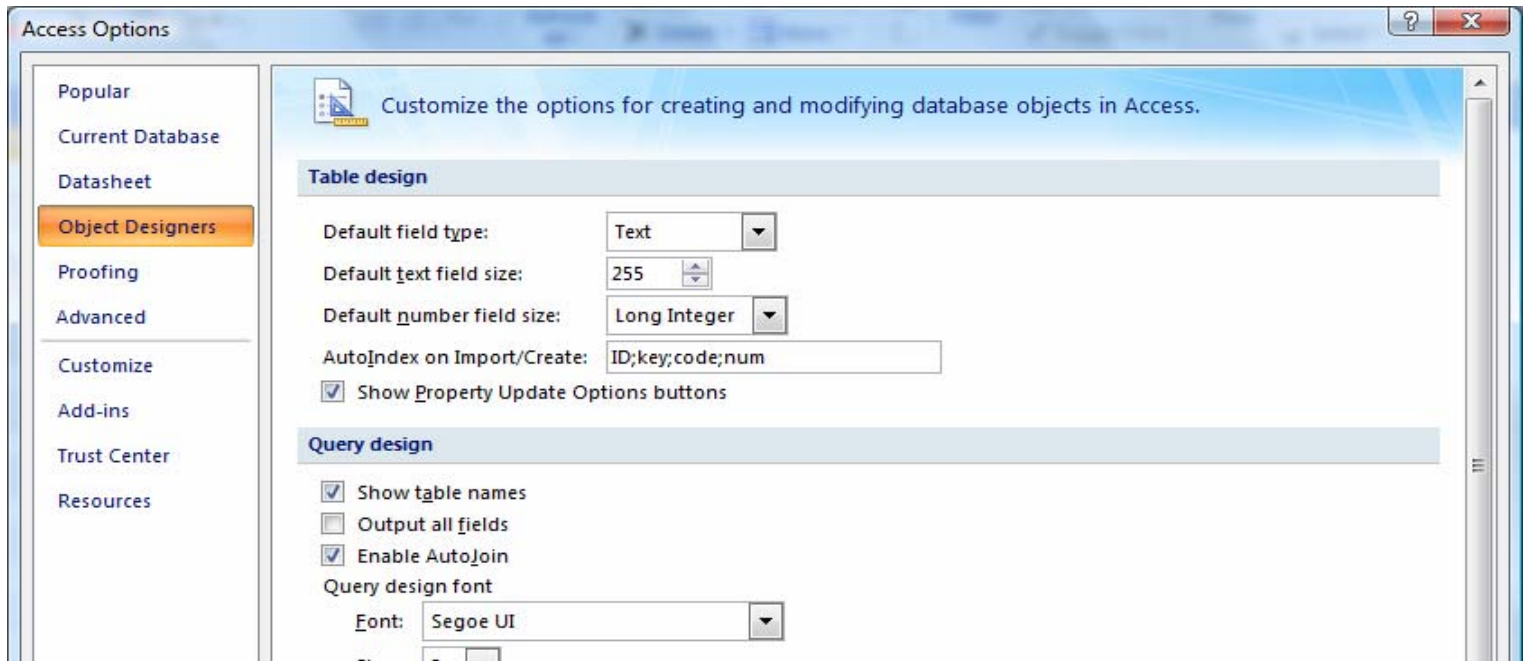 Access Options
Popular
Current Database
Datasheet
Object Designers
Proofing
Advanced
Customize
Add-ins
Trust Center
Resources
Customize the options for creating and modifying database objects in Access.
Table design
Default field type: Text
Default text field size: 255
Default number field size: Long Integer
AutoIndex on Import/Create: ID;key;code;num
Show Property Update Options buttons
Query design
Show table names
Output all fields
Enable AutoJoin
Query design font
Font: Segoe UI